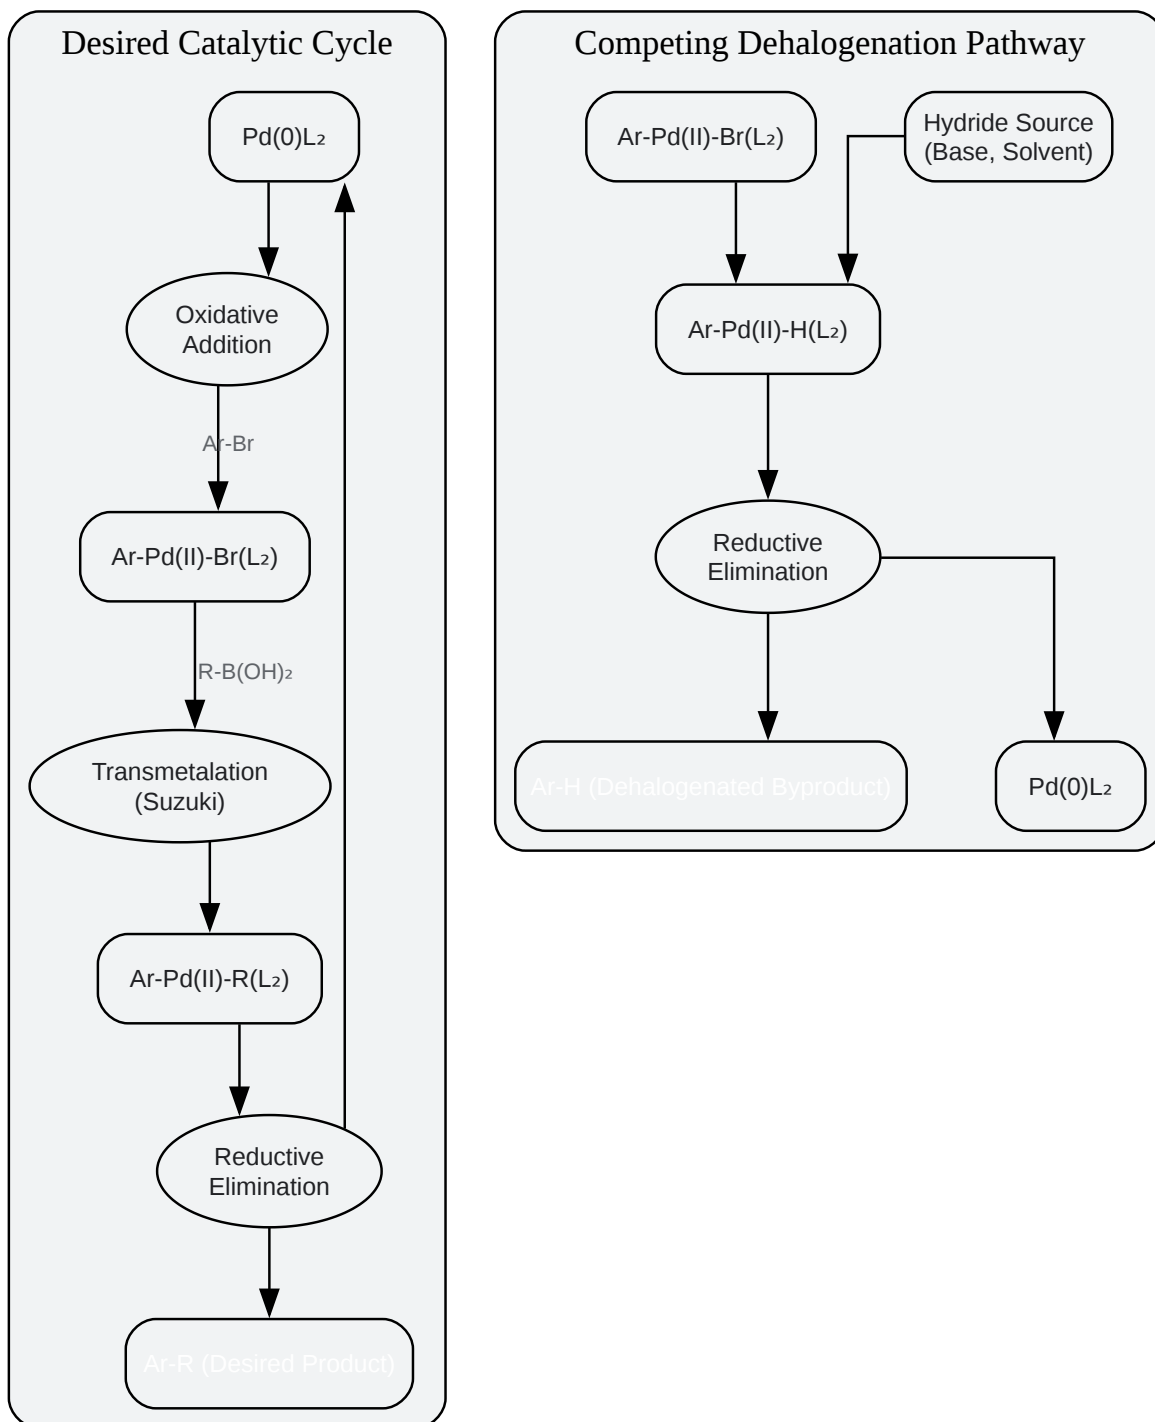 Desired Catalytic Cycle
Pd(0)L₂
Oxidative
Addition
Ar-Br
Ar-Pd(II)-Br(L₂)
R-B(OH)₂
Transmetalation
(Suzuki)
Ar-Pd(II)-R(L₂)
Reductive
Elimination
Ar-R (Desired Product)
Competing Dehalogenation Pathway
Ar-Pd(II)-Br(L₂)
Hydride Source
(Base, Solvent)
Ar-Pd(II)-H(L₂)
Reductive
Elimination
Ar-H (Dehalogenated Byproduct)
Pd(0)L₂